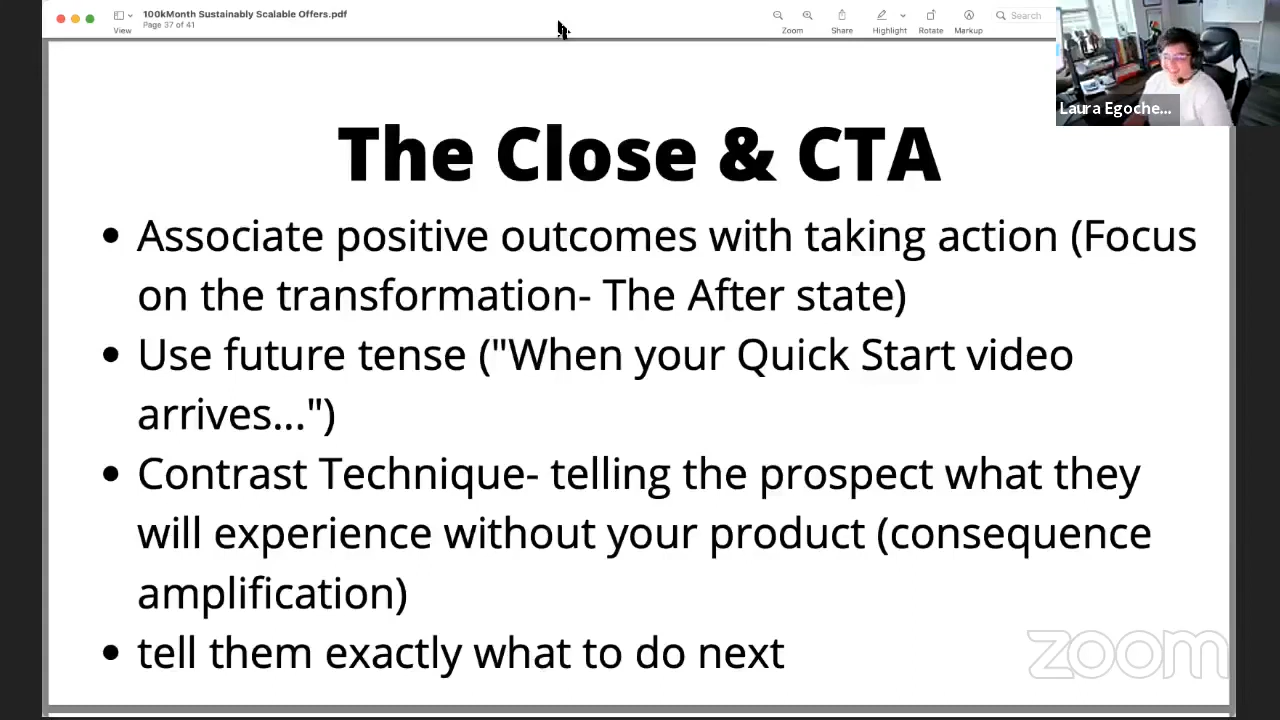 100kMonth Sustainably Scalable Offers.pdf
Page 37 of 41
View
Zoom
Share
Highlight
Rotate
Markup
Search
Laura Egoche...
The Close & CTA
• Associate positive outcomes with taking action (Focus
on the transformation- The After state)
• Use future tense ("When your Quick Start video
arrives...")
• Contrast Technique- telling the prospect what they
will experience without your product (consequence
amplification)
• tell them exactly what to do next
zoom